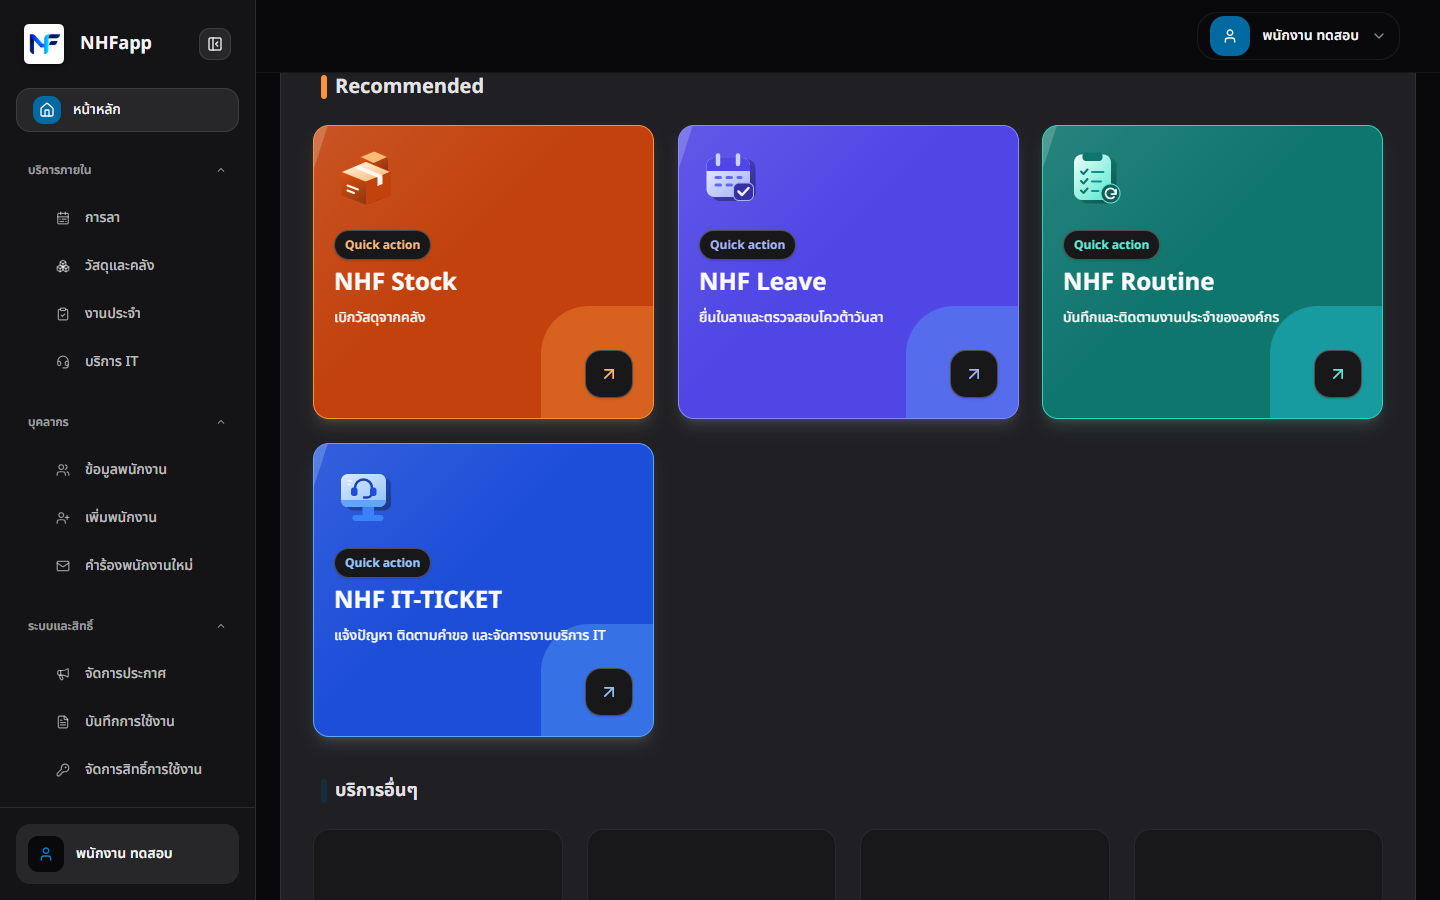 NHFapp
หน้าหลัก
บริการภายใน
การลา
วัสดุและคลัง
งานประจำ
บริการ IT
บุคลากร
ข้อมูลพนักงาน
เพิ่มพนักงาน
คำร้องพนักงานใหม่
ระบบและสิทธิ์
จัดการประกาศ
บันทึกการใช้งาน
จัดการสิทธิ์การใช้งาน
พนักงาน ทดสอบ
พนักงาน ทดสอบ
Recommended
Quick action
NHF Stock
เบิกวัสดุจากคลัง
Quick action
NHF Leave
ยื่นใบลาและตรวจสอบโควต้าวันลา
Quick action
NHF Routine
บันทึกและติดตามงานประจำขององค์กร
Quick action
NHF IT-TICKET
แจ้งปัญหา ติดตามคำขอ และจัดการงานบริการ IT
บริการอื่นๆ